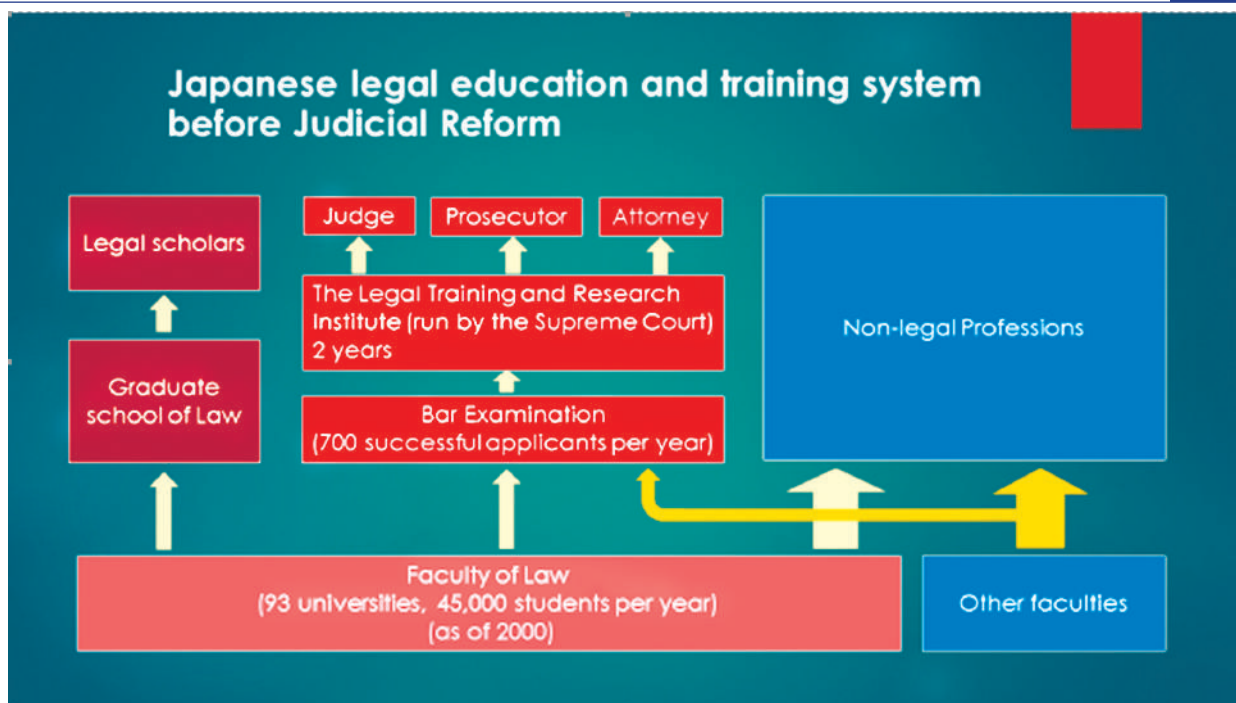 Japanese legal education and training system
before Judicial Reform
Legal scholars
Graduate
school of Law
Judge
Prosecutor
Attorney
The Legal Training and Research
Institute (run by the Supreme Court)
2 years
Bar Examination
(700 successful applicants per year)
Non-legal Professions
Faculty of Law
(93 universities, 45,000 students per year)
(as of 2000)
Other faculties